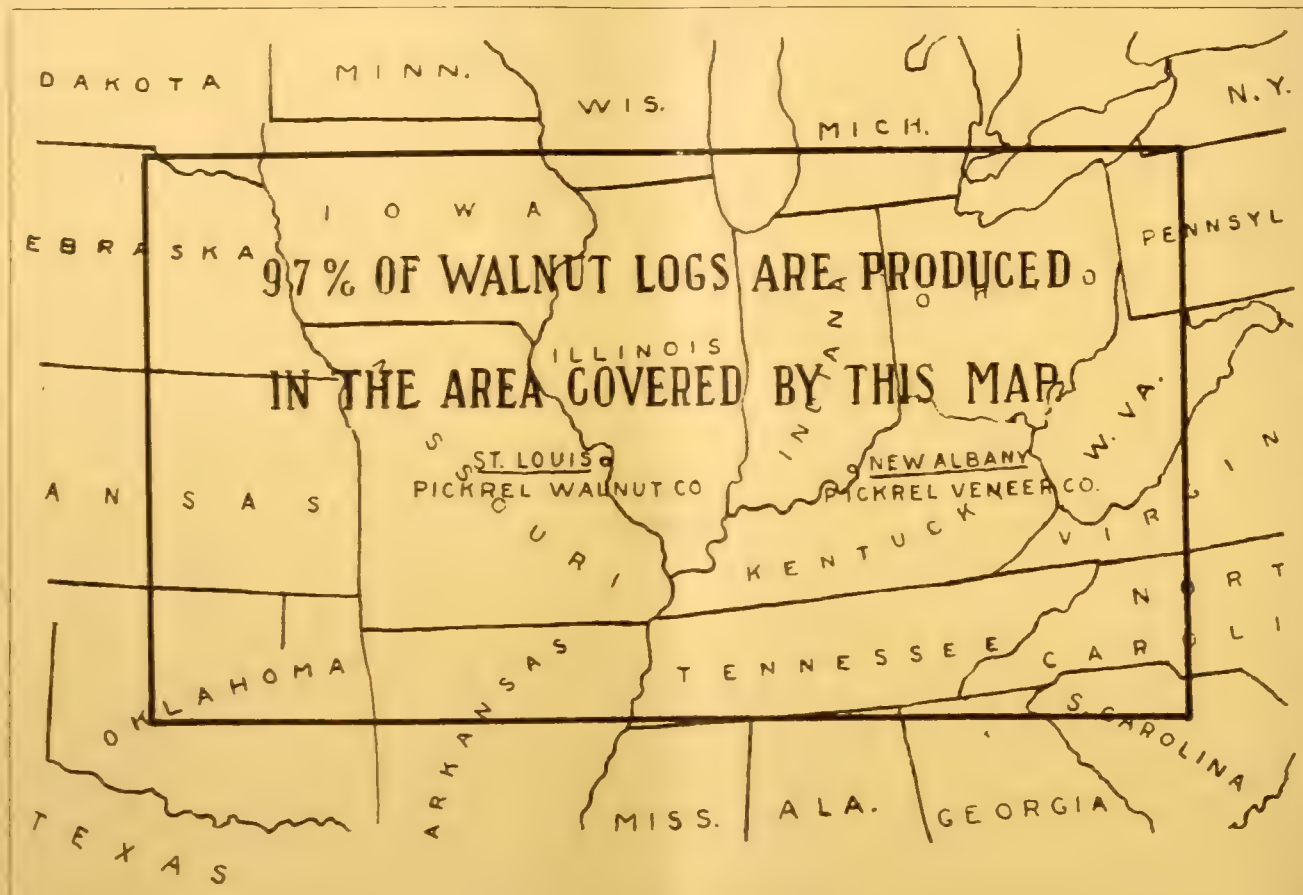 DAKOTA
MINN.
WIS.
MICH.
N.Y.
IOWA
EBRASKA
PENNSYL
97% OF WALNUT LOGS ARE PRODUCED
OHIO
INDIANA
ILLINOIS
IN THE AREA COVERED BY THIS MAP.
W. VA.
ST. LOUIS
PICKREL WALNUT CO
NEW ALBANY
PICKREL VENEER CO.
ANSAS
ISSOURI
KENTUCK
VIRGIN
OKLAHOMA
ARKANSAS
TENNESSEE
NORT
CAROLI
S. CAROLINA
MISS.
ALA.
GEORGIA
TEXAS